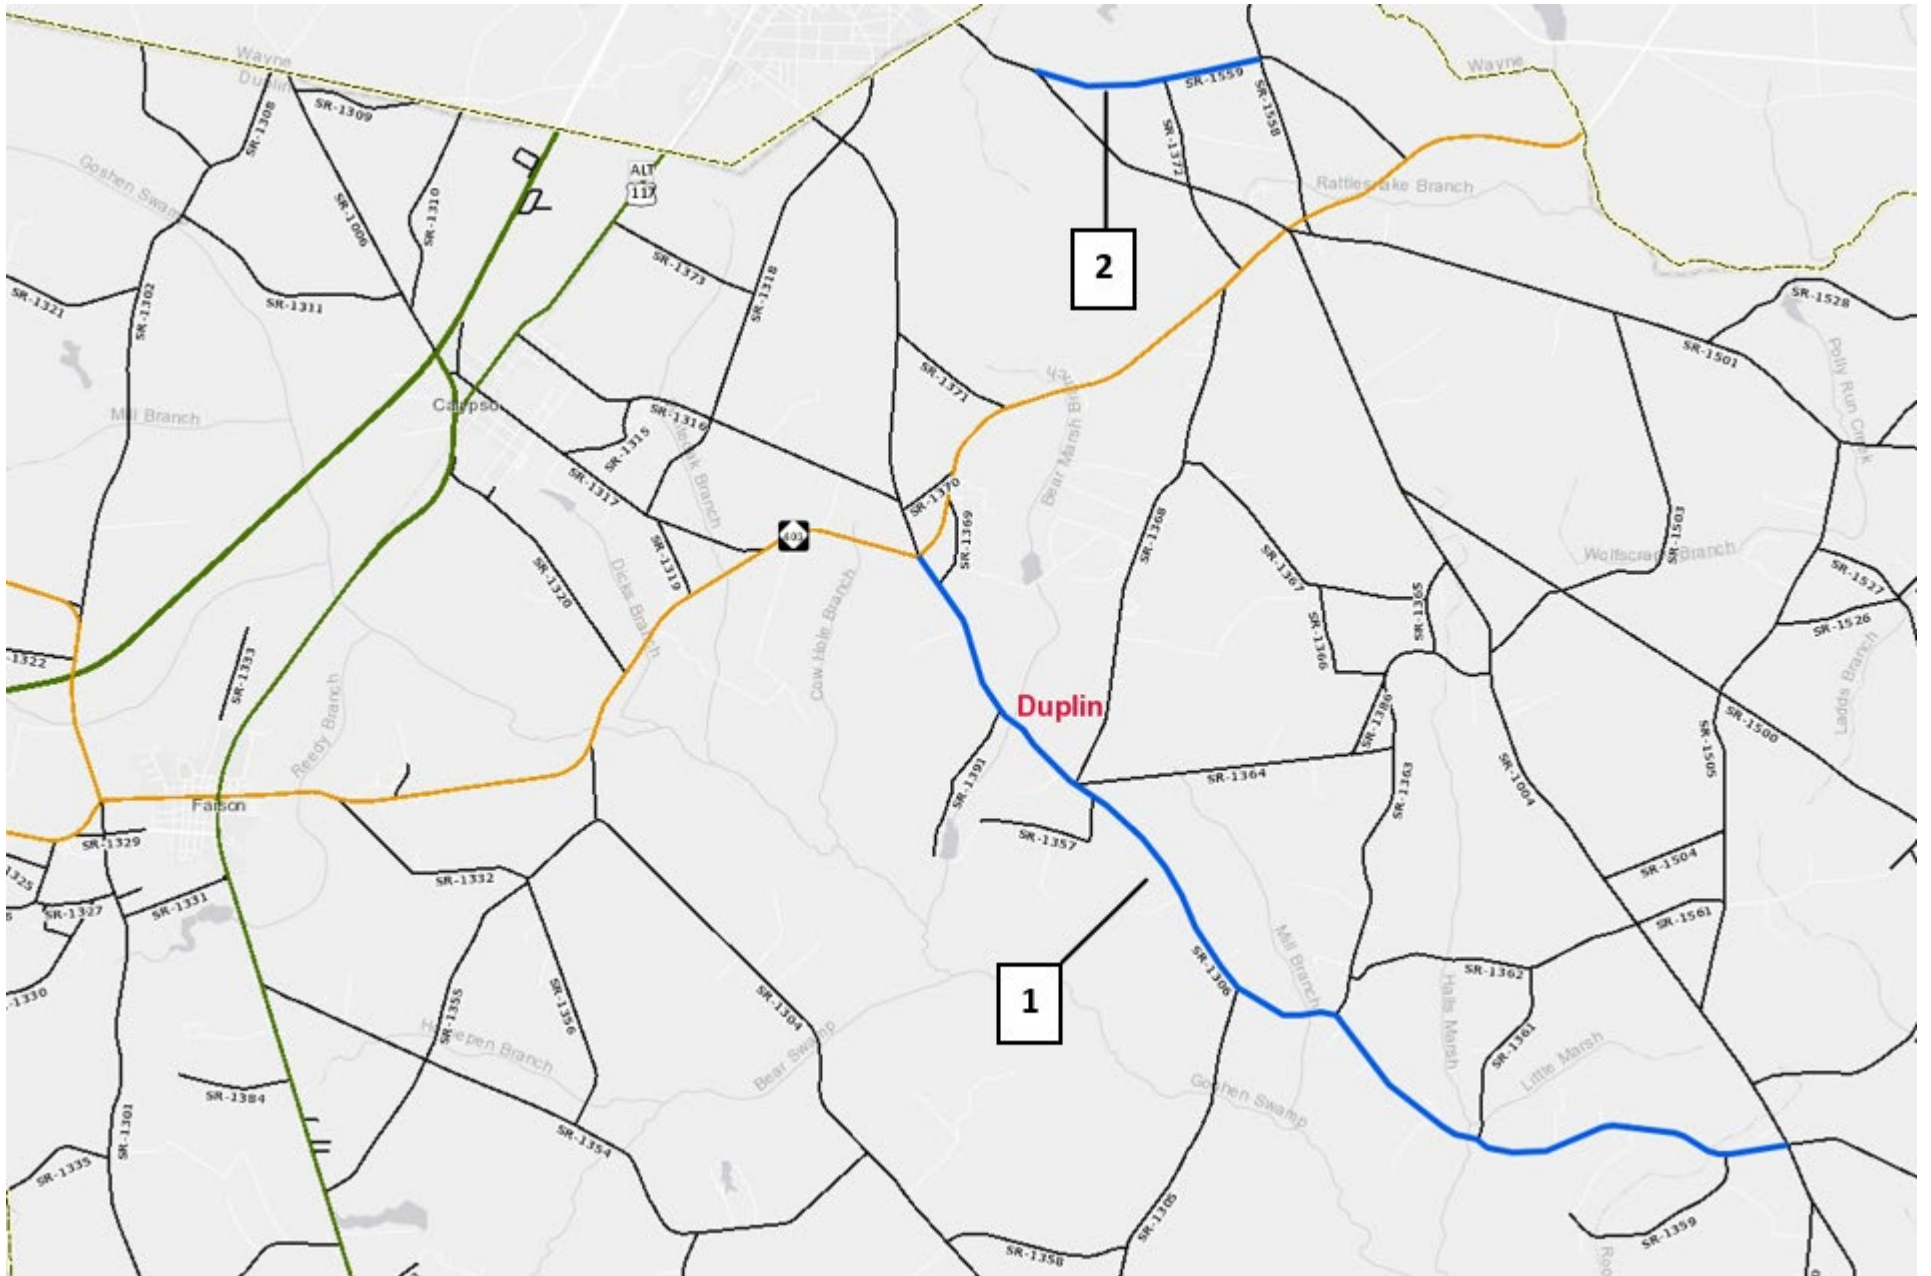 Wayne
Duplin
SR-1308
SR-1309
Goshen Swamp
SR-1006
SR-1310
ALT
117
SR-1321
SR-1302
SR-1311
SR-1373
SR-1318
SR-1559
SR-1558
SR-1372
2
Wayne
Rattlesnake Branch
SR-1528
SR-1501
Polly Run Creek
Mill Branch
Calypso
SR-1316
SR-1315
SR-1317
SR-1371
Bear Marsh Branch
SR-1370
SR-1369
403
SR-1319
SR-1320
Dicks Branch
Cow Hole Branch
SR-1368
SR-1367
SR-1366
SR-1365
SR-1503
Wolfscrape Branch
SR-1527
SR-1526
Ladds Branch
-1322
SR-1333
Reedy Branch
Duplin
SR-1386
SR-1364
SR-1363
SR-1004
SR-1505
SR-1500
Faison
SR-1329
SR-1391
SR-1357
SR-1332
SR-1504
SR-1327
SR-1331
SR-1561
SR-1306
Mill Branch
SR-1362
Halls Marsh
1
-1330
SR-1355
SR-1356
SR-1304
Bear Swamp
SR-1361
Little Marsh
Goshen Swamp
SR-1384
SR-1301
SR-1354
SR-1335
SR-1305
SR-1358
SR-1359